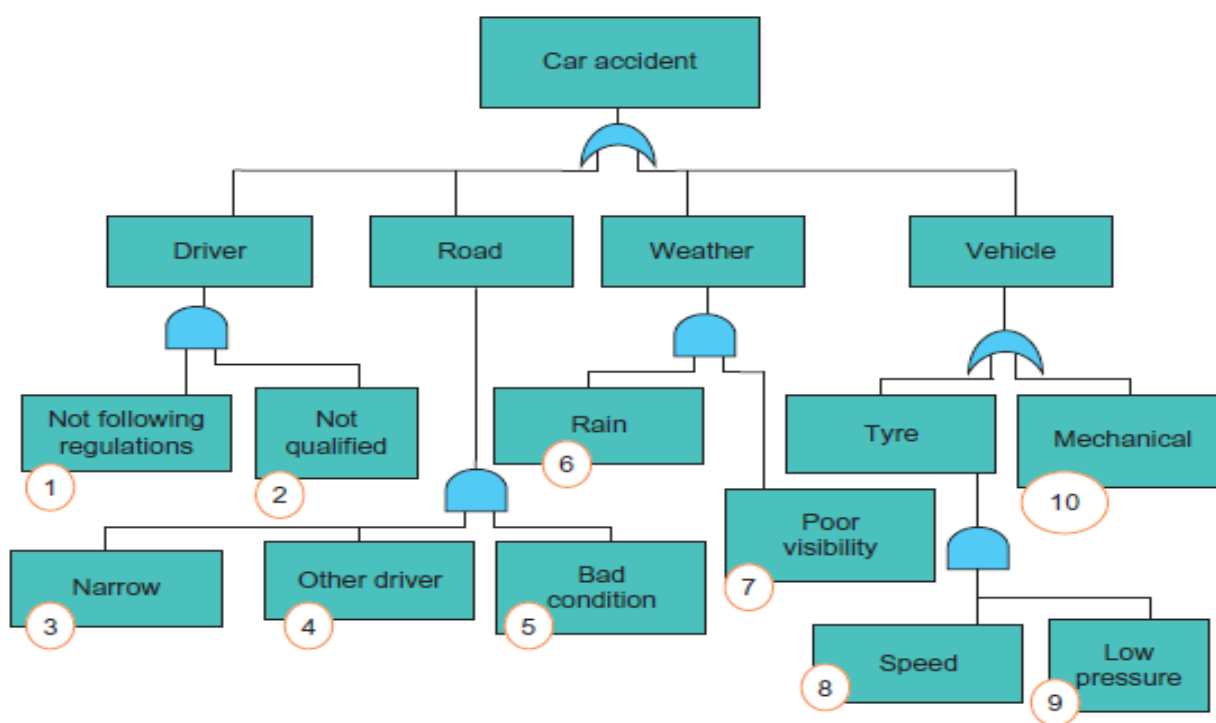 Car accident
Driver
Road
Weather
Vehicle
Not following
regulations
1
Not
qualified
2
Rain
6
Tyre
Mechanical
10
Narrow
3
Other driver
4
Bad
condition
5
Poor
visibility
7
Speed
8
Low
pressure
9